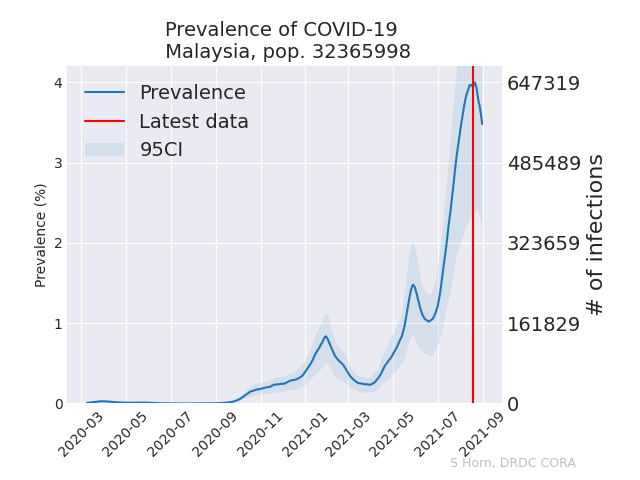 Prevalence of COVID-19
Malaysia, pop. 32365998
Prevalence
Latest data
95CI
Prevalence (%)
4
3
2
1
0
647319
485489
323659
161829
0
# of infections
2020-03
2020-05
2020-07
2020-09
2020-11
2021-01
2021-03
2021-05
2021-07
2021-09
S Horn, DRDC CORA